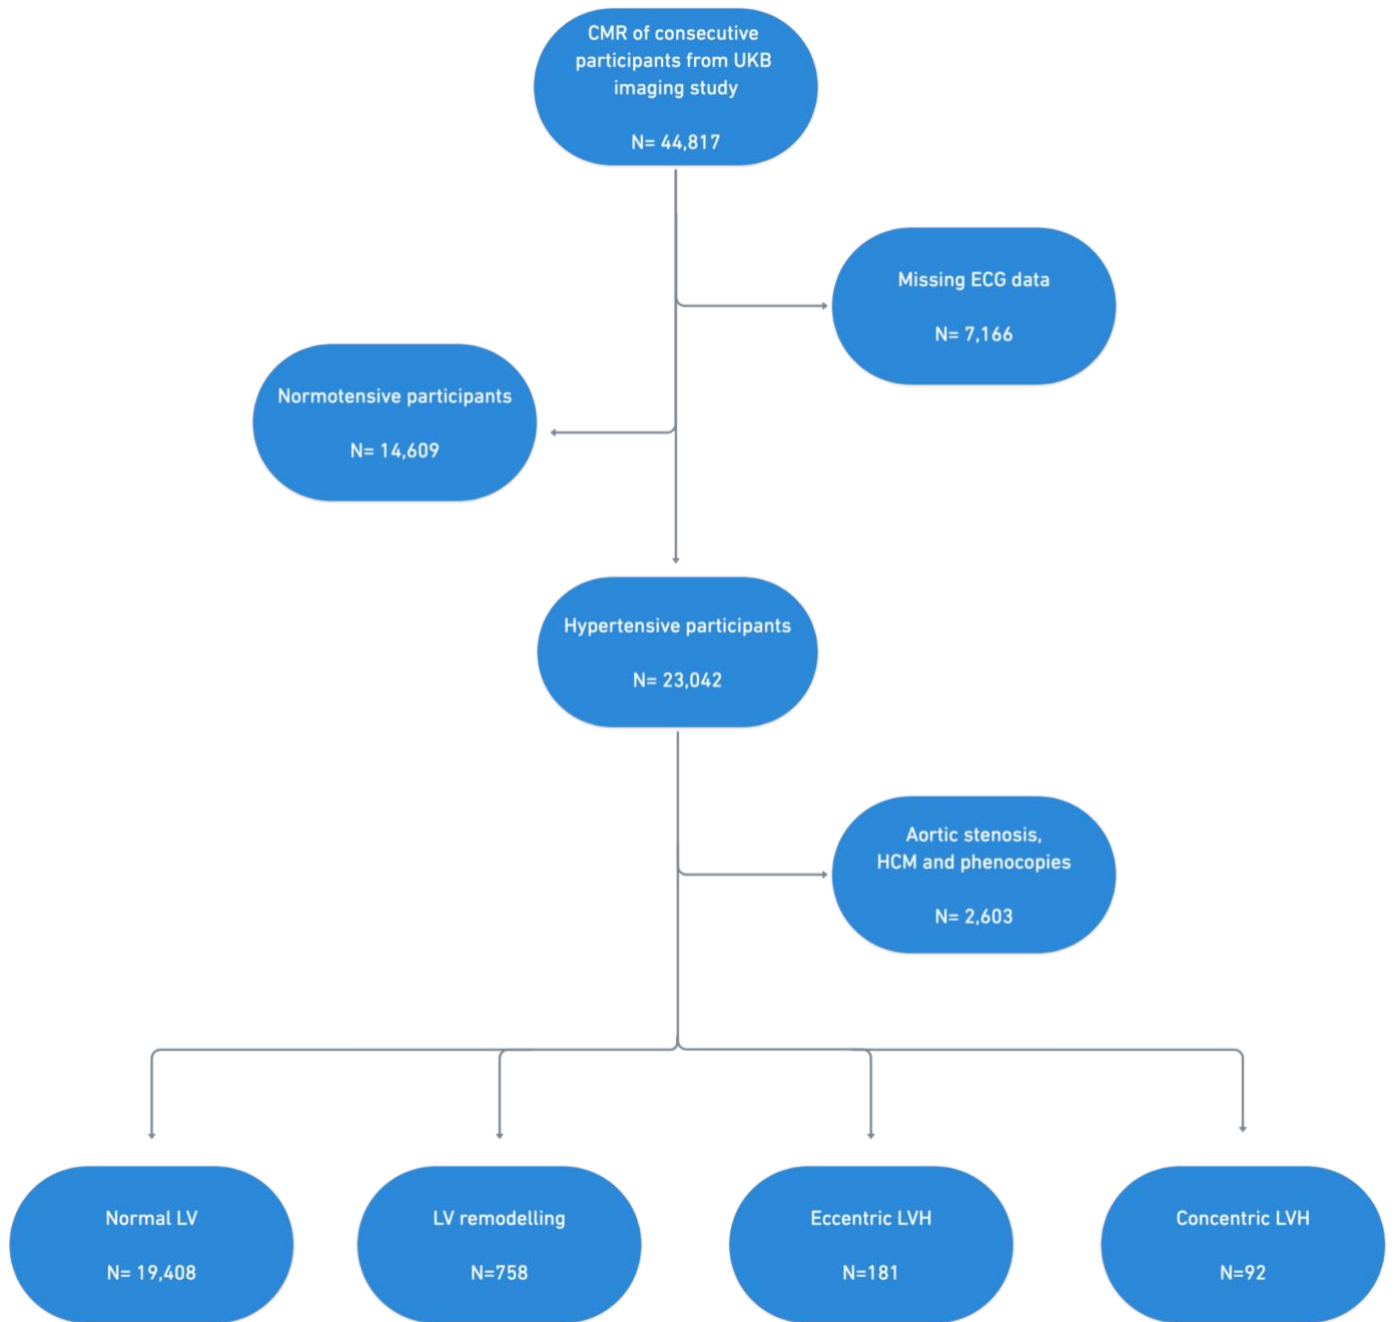 CMR of consecutive
participants from UKB
imaging study
N= 44,817
Missing ECG data
N= 7,166
Normotensive participants
N= 14,609
Hypertensive participants
N= 23,042
Aortic stenosis,
HCM and phenocopies
N= 2,603
Normal LV
N= 19,408
LV remodelling
N=758
Eccentric LVH
N=181
Concentric LVH
N=92